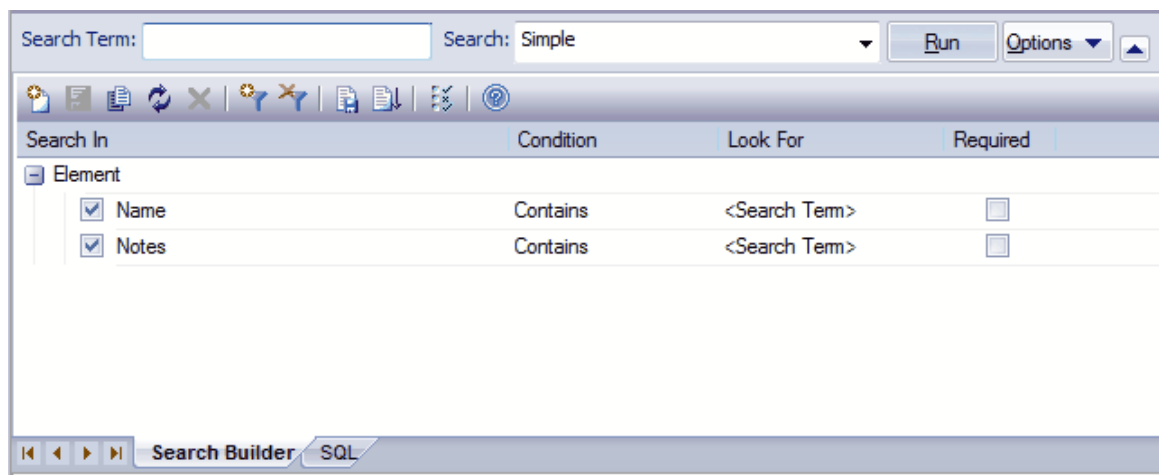 Search Term: Search: Simple Run Options
Search In Condition Look For Required
Element
Name Contains <Search Term>
Notes Contains <Search Term>
Search Builder SQL